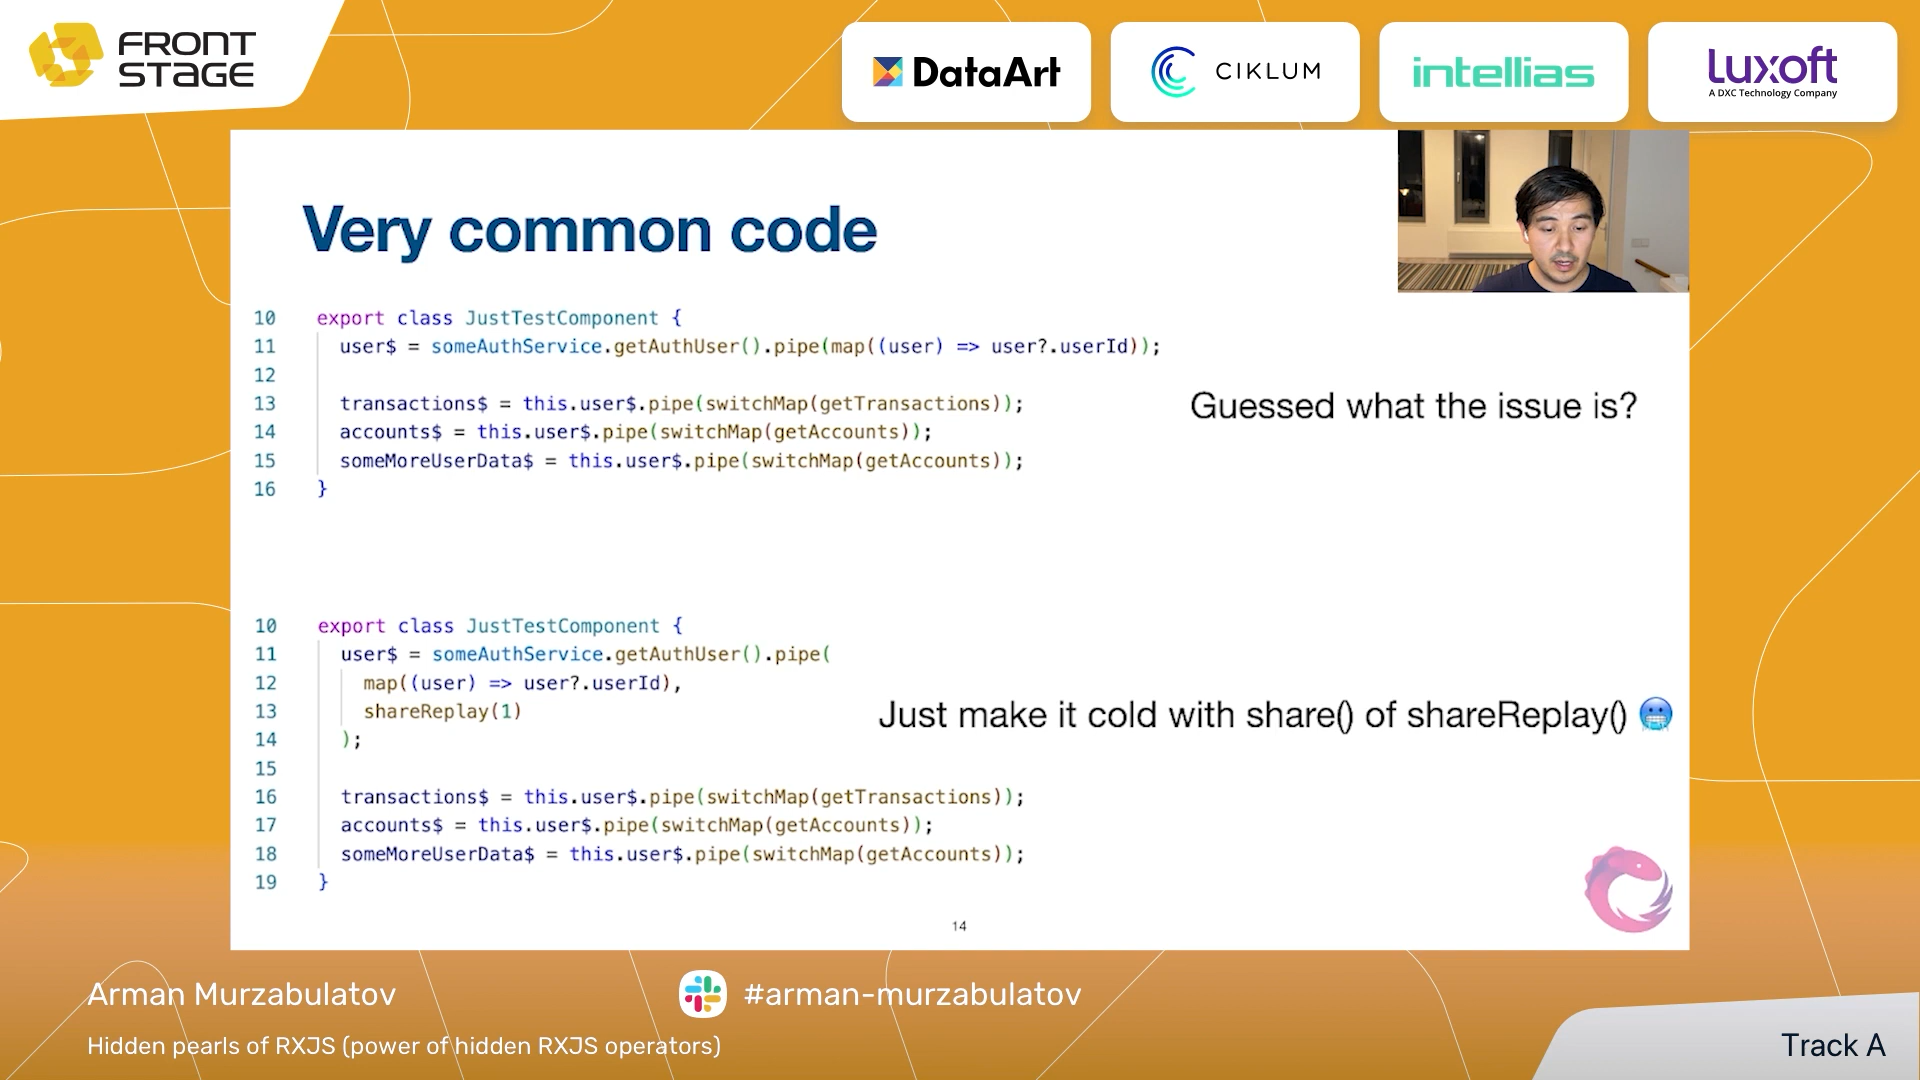 FRONT
STAGE
DataArt
CIKLUM
intellias
Luxoft
A DXC Technology Company
Very common code
10 export class JustTestComponent {
11 user$ = someAuthService.getAuthUser().pipe(map((user) => user?.userId));
12
13 transactions$ = this.user$.pipe(switchMap(getTransactions));
14 accounts$ = this.user$.pipe(switchMap(getAccounts));
15 someMoreUserData$ = this.user$.pipe(switchMap(getAccounts));
16 }
Guessed what the issue is?
10 export class JustTestComponent {
11 user$ = someAuthService.getAuthUser().pipe(
12 map((user) => user?.userId),
13 shareReplay(1)
14 );
15
16 transactions$ = this.user$.pipe(switchMap(getTransactions));
17 accounts$ = this.user$.pipe(switchMap(getAccounts));
18 someMoreUserData$ = this.user$.pipe(switchMap(getAccounts));
19 }
Just make it cold with share() of shareReplay() 🥶
14
Arman Murzabulatov
#arman-murzabulatov
Hidden pearls of RXJS (power of hidden RXJS operators)
Track A